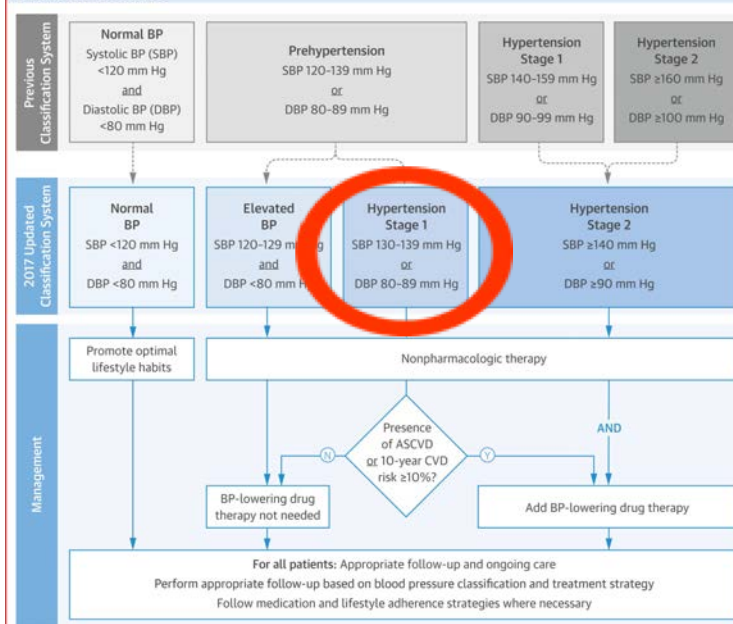 Previous
Classification System
Normal BP
Systolic BP (SBP)
<120 mm Hg
and
Diastolic BP (DBP)
<80 mm Hg
Prehypertension
SBP 120–139 mm Hg
or
DBP 80–89 mm Hg
Hypertension
Stage 1
SBP 140–159 mm Hg
or
DBP 90–99 mm Hg
Hypertension
Stage 2
SBP ≥160 mm Hg
or
DBP ≥100 mm Hg
2017 Updated
Classification System
Normal
BP
SBP <120 mm Hg
and
DBP <80 mm Hg
Elevated
BP
SBP 120–129 mm Hg
and
DBP <80 mm H
Hypertension
Stage 1
SBP 130–139 mm Hg
or
DBP 80–89 mm Hg
Hypertension
Stage 2
SBP ≥140 mm Hg
or
DBP ≥90 mm Hg
Management
Promote optimal
lifestyle habits
Nonpharmacologic therapy
Presence
of ASCVD
or 10-year CVD
risk ≥10%?
N
Y
AND
BP-lowering drug
therapy not needed
Add BP-lowering drug therapy
For all patients: Appropriate follow-up and ongoing care
Perform appropriate follow-up based on blood pressure classification and treatment strategy
Follow medication and lifestyle adherence strategies where necessary